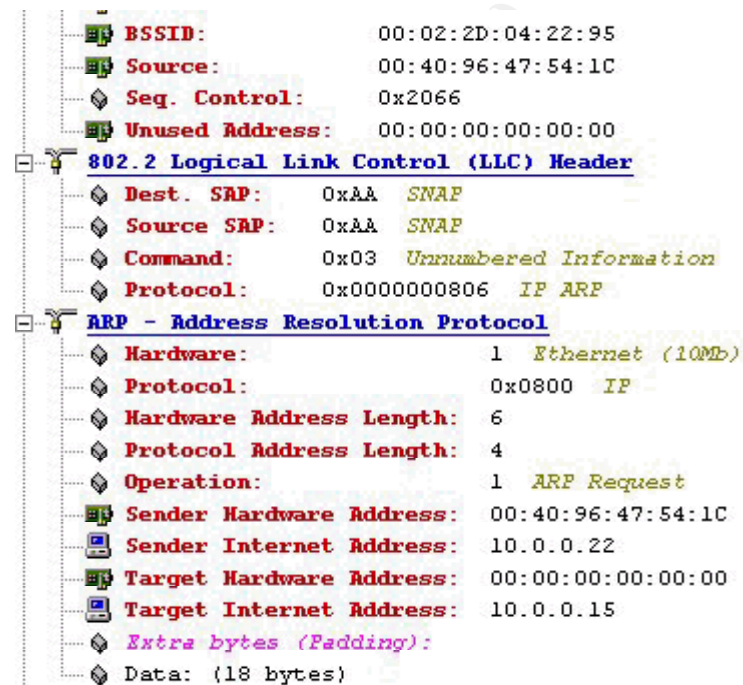 BSSID: 00:02:2D:04:22:95
Source: 00:40:96:47:54:1C
Seq. Control: 0x2066
Unused Address: 00:00:00:00:00:00
802.2 Logical Link Control (LLC) Header
Dest. SAP: 0xAA SNAP
Source SAP: 0xAA SNAP
Command: 0x03 Unnumbered Information
Protocol: 0x0000000806 IP ARP
ARP - Address Resolution Protocol
Hardware: 1 Ethernet (10Mb)
Protocol: 0x0800 IP
Hardware Address Length: 6
Protocol Address Length: 4
Operation: 1 ARP Request
Sender Hardware Address: 00:40:96:47:54:1C
Sender Internet Address: 10.0.0.22
Target Hardware Address: 00:00:00:00:00:00
Target Internet Address: 10.0.0.15
Extra bytes (Padding):
Data: (18 bytes)